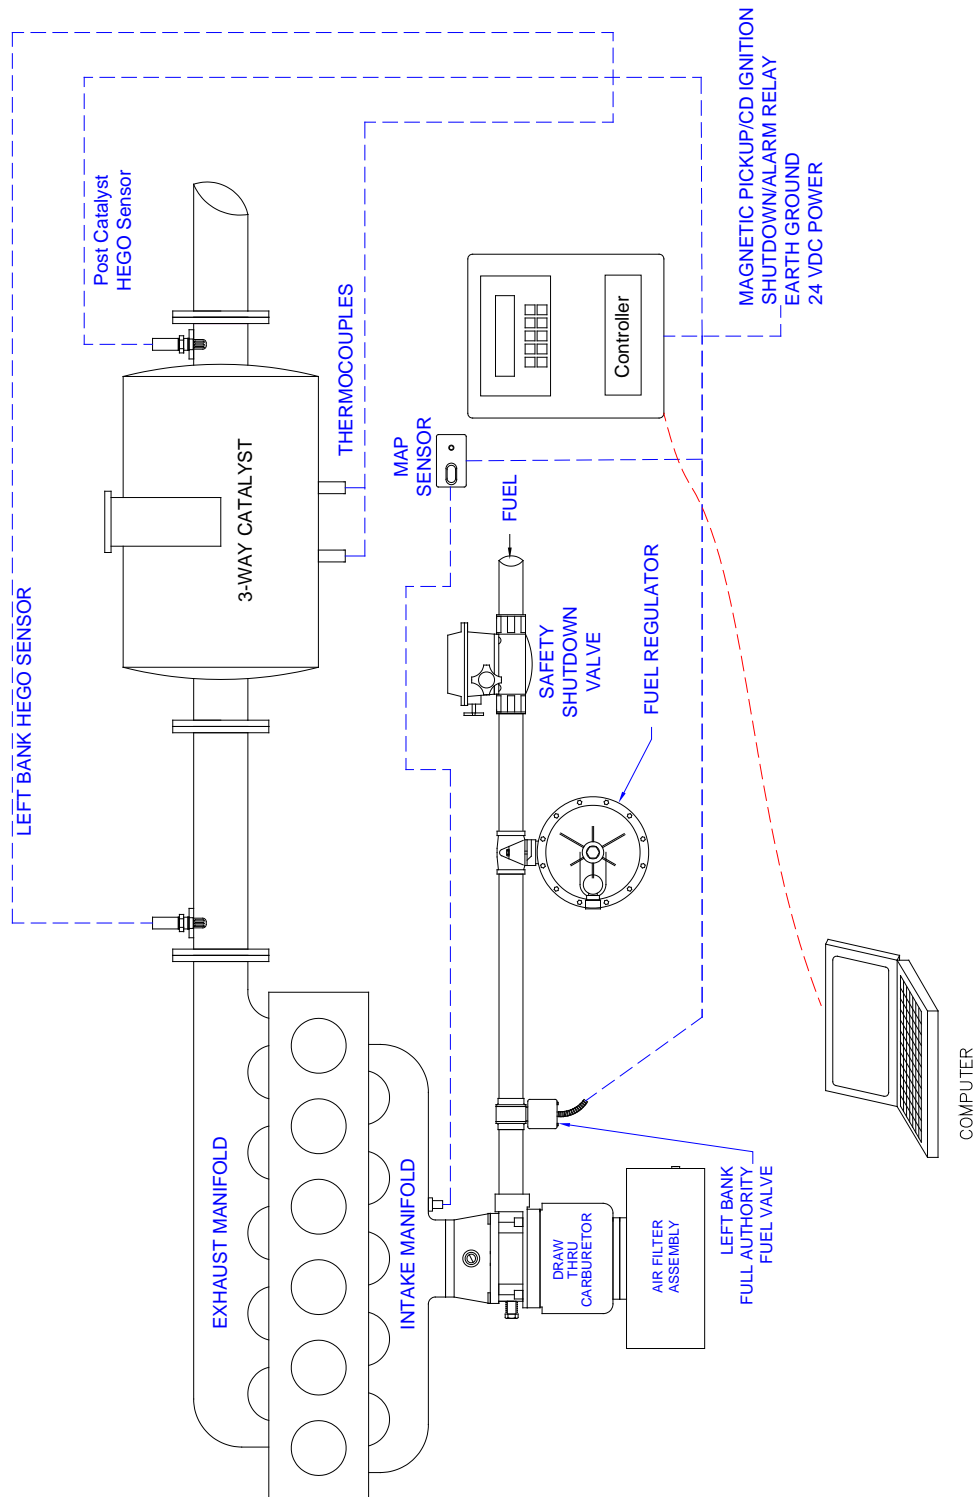 LEFT BANK HEGO SENSOR
Post Catalyst
HEGO Sensor
3-WAY CATALYST
THERMOCOUPLES
MAP
SENSOR
FUEL
Controller
MAGNETIC PICKUP/CD IGNITION
SHUTDOWN/ALARM RELAY
EARTH GROUND
24 VDC POWER
SAFETY
SHUTDOWN
VALVE
FUEL REGULATOR
EXHAUST MANIFOLD
INTAKE MANIFOLD
DRAW
THRU
CARBURETOR
AIR FILTER
ASSEMBLY
LEFT BANK
FULL AUTHORITY
FUEL VALVE
COMPUTER